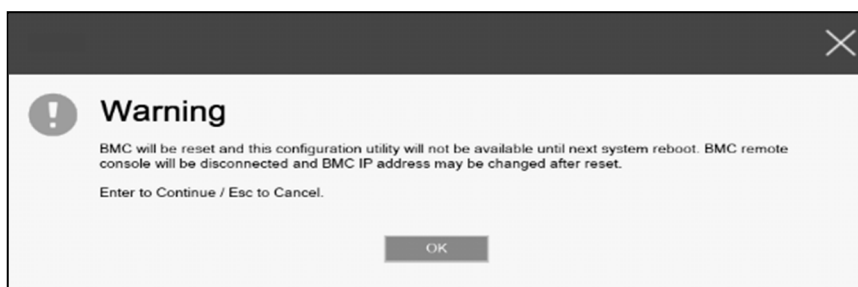 Warning
BMC will be reset and this configuration utility will not be available until next system reboot. BMC remote
console will be disconnected and BMC IP address may be changed after reset.
Enter to Continue / Esc to Cancel.
OK